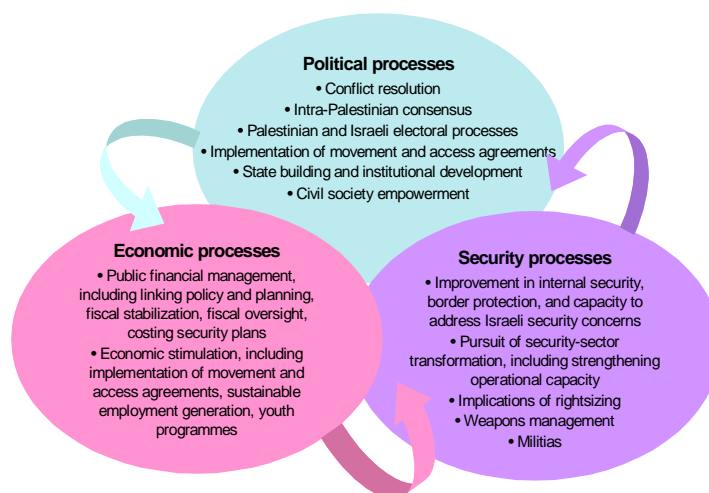 Political processes
• Conflict resolution
• Intra-Palestinian consensus
• Palestinian and Israeli electoral processes
• Implementation of movement and access agreements
• State building and institutional development
• Civil society empowerment
Economic processes
• Public financial management,
including linking policy and planning,
fiscal stabilization, fiscal oversight,
costing security plans
• Economic stimulation, including
implementation of movement and
access agreements, sustainable
employment generation, youth
programmes
Security processes
• Improvement in internal security,
border protection, and capacity to
address Israeli security concerns
• Pursuit of security-sector
transformation, including strengthening
operational capacity
• Implications of rightsizing
• Weapons management
• Militias